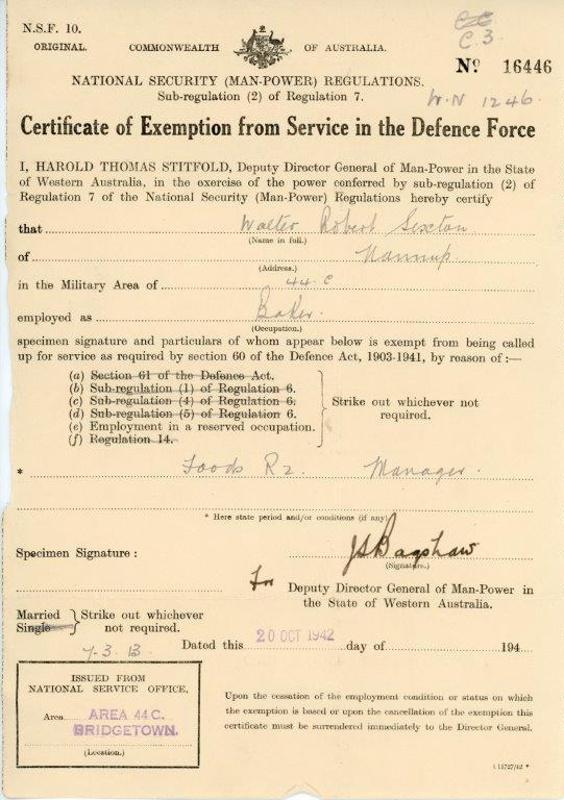 N.S.F. 10.
C.3.
ORIGINAL. COMMONWEALTH OF AUSTRALIA.
No 16446
NATIONAL SECURITY (MAN-POWER) REGULATIONS.
Sub-regulation (2) of Regulation 7.
W.N 1246.
Certificate of Exemption from Service in the Defence Force
I, HAROLD THOMAS STITFOLD, Deputy Director General of Man-Power in the State
of Western Australia, in the exercise of the power conferred by sub-regulation (2) of
Regulation 7 of the National Security (Man-Power) Regulations hereby certify
that Walter Robert Sexton
(Name in full.)
of Nannup.
(Address.)
in the Military Area of 44.C
employed as Baker.
(Occupation.)
specimen signature and particulars of whom appear below is exempt from being called
up for service as required by section 60 of the Defence Act, 1903-1941, by reason of :—
(a) Section 61 of the Defence Act.
(b) Sub-regulation (1) of Regulation 6.
(c) Sub-regulation (4) of Regulation 6.
(d) Sub-regulation (5) of Regulation 6.
(e) Employment in a reserved occupation.
(f) Regulation 14.
Strike out whichever not
required.
* Foods R2. Manager.
* Here state period and/or conditions (if any)
Specimen Signature :
JS Bagshaw
(Signature.)
for Deputy Director General of Man-Power in
the State of Western Australia.
Married
Single
Strike out whichever
not required.
7.3.13.
Dated this 20 OCT 1942 day of 194
ISSUED FROM
NATIONAL SERVICE OFFICE,
Area AREA 44C.
BRIDGETOWN.
(Location.)
Upon the cessation of the employment condition or status on which
the exemption is based or upon the cancellation of the exemption this
certificate must be surrendered immediately to the Director General.